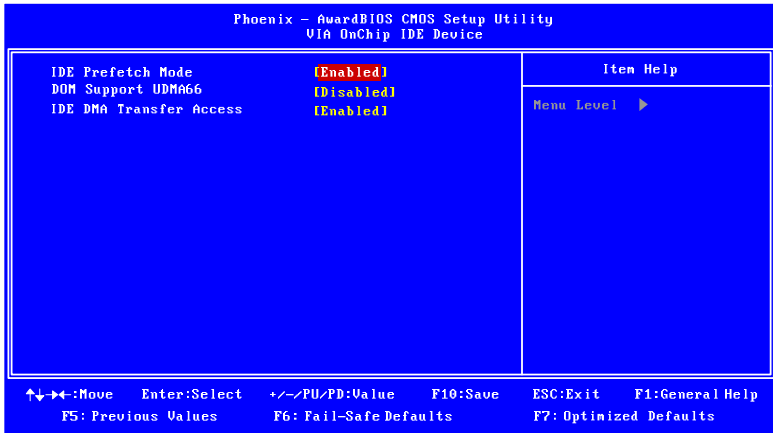 Phoenix – AwardBIOS CMOS Setup Utility
VIA OnChip IDE Device
IDE Prefetch Mode [Enabled]
DOM Support UDMA66 [Disabled]
IDE DMA Transfer Access [Enabled]
Item Help
Menu Level ▶
↑↓→←:Move Enter:Select +/–/PU/PD:Value F10:Save ESC:Exit F1:General Help
F5: Previous Values F6: Fail–Safe Defaults F7: Optimized Defaults